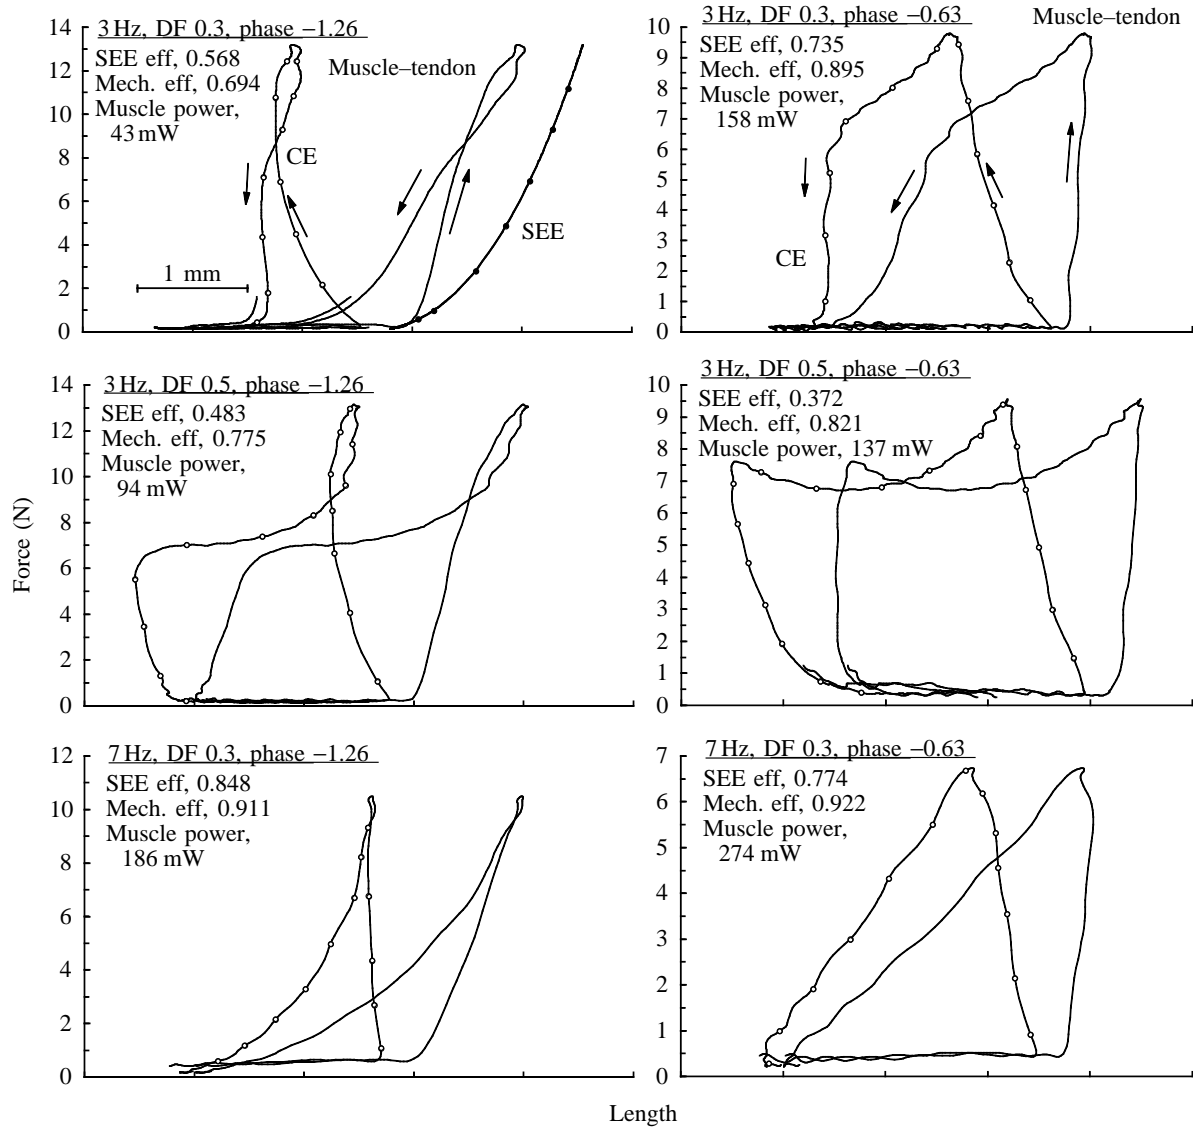 3 Hz, DF 0.3, phase −1.26
SEE eff, 0.568
Mech. eff, 0.694
Muscle power,
43 mW
Muscle–tendon
CE
SEE
1 mm
14
12
10
8
6
4
2
0
3 Hz, DF 0.3, phase −0.63
SEE eff, 0.735
Mech. eff, 0.895
Muscle power,
158 mW
Muscle–tendon
CE
10
9
8
7
6
5
4
3
2
1
0
3 Hz, DF 0.5, phase −1.26
SEE eff, 0.483
Mech. eff, 0.775
Muscle power,
94 mW
14
12
10
8
6
4
2
0
Force (N)
3 Hz, DF 0.5, phase −0.63
SEE eff, 0.372
Mech. eff, 0.821
Muscle power, 137 mW
10
9
8
7
6
5
4
3
2
1
0
7 Hz, DF 0.3, phase −1.26
SEE eff, 0.848
Mech. eff, 0.911
Muscle power,
186 mW
12
10
8
6
4
2
0
7 Hz, DF 0.3, phase −0.63
SEE eff, 0.774
Mech. eff, 0.922
Muscle power,
274 mW
7
6
5
4
3
2
1
0
Length